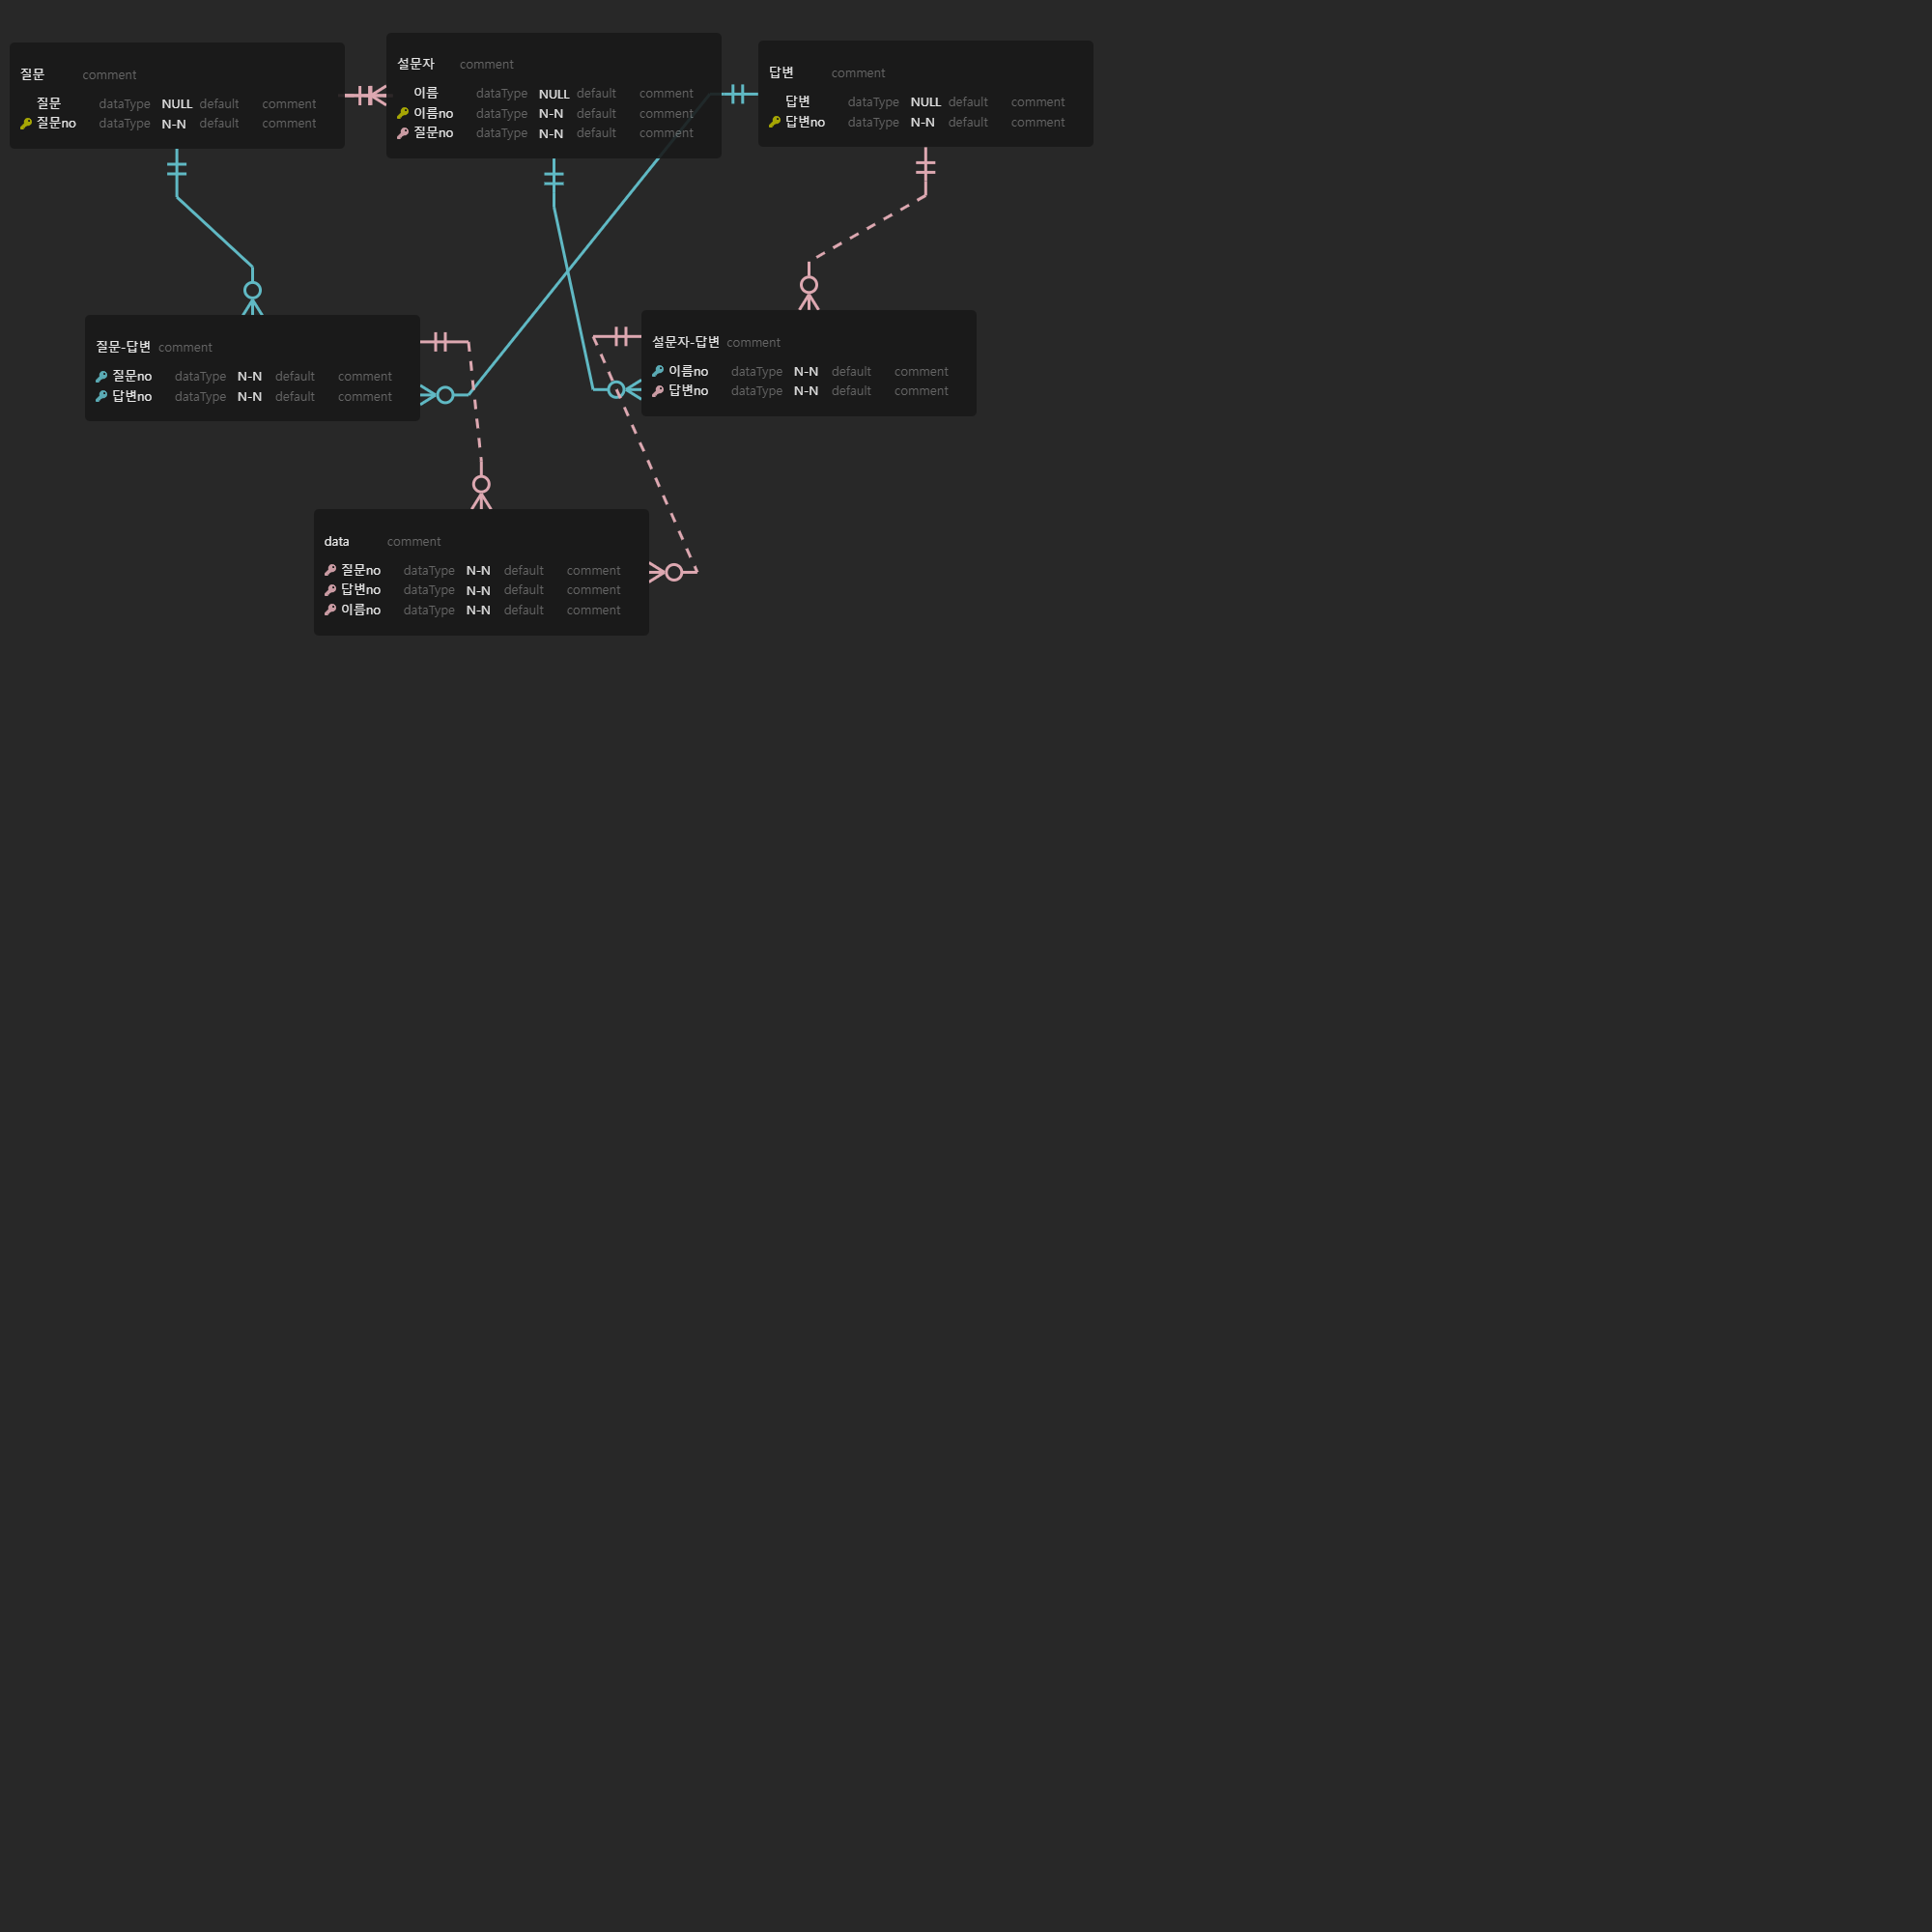 질문 comment
질문 dataType NULL default comment
질문no dataType N-N default comment
설문자 comment
이름 dataType NULL default comment
이름no dataType N-N default comment
질문no dataType N-N default comment
답변 comment
답변 dataType NULL default comment
답변no dataType N-N default comment
질문-답변 comment
질문no dataType N-N default comment
답변no dataType N-N default comment
설문자-답변 comment
이름no dataType N-N default comment
답변no dataType N-N default comment
data comment
질문no dataType N-N default comment
답변no dataType N-N default comment
이름no dataType N-N default comment